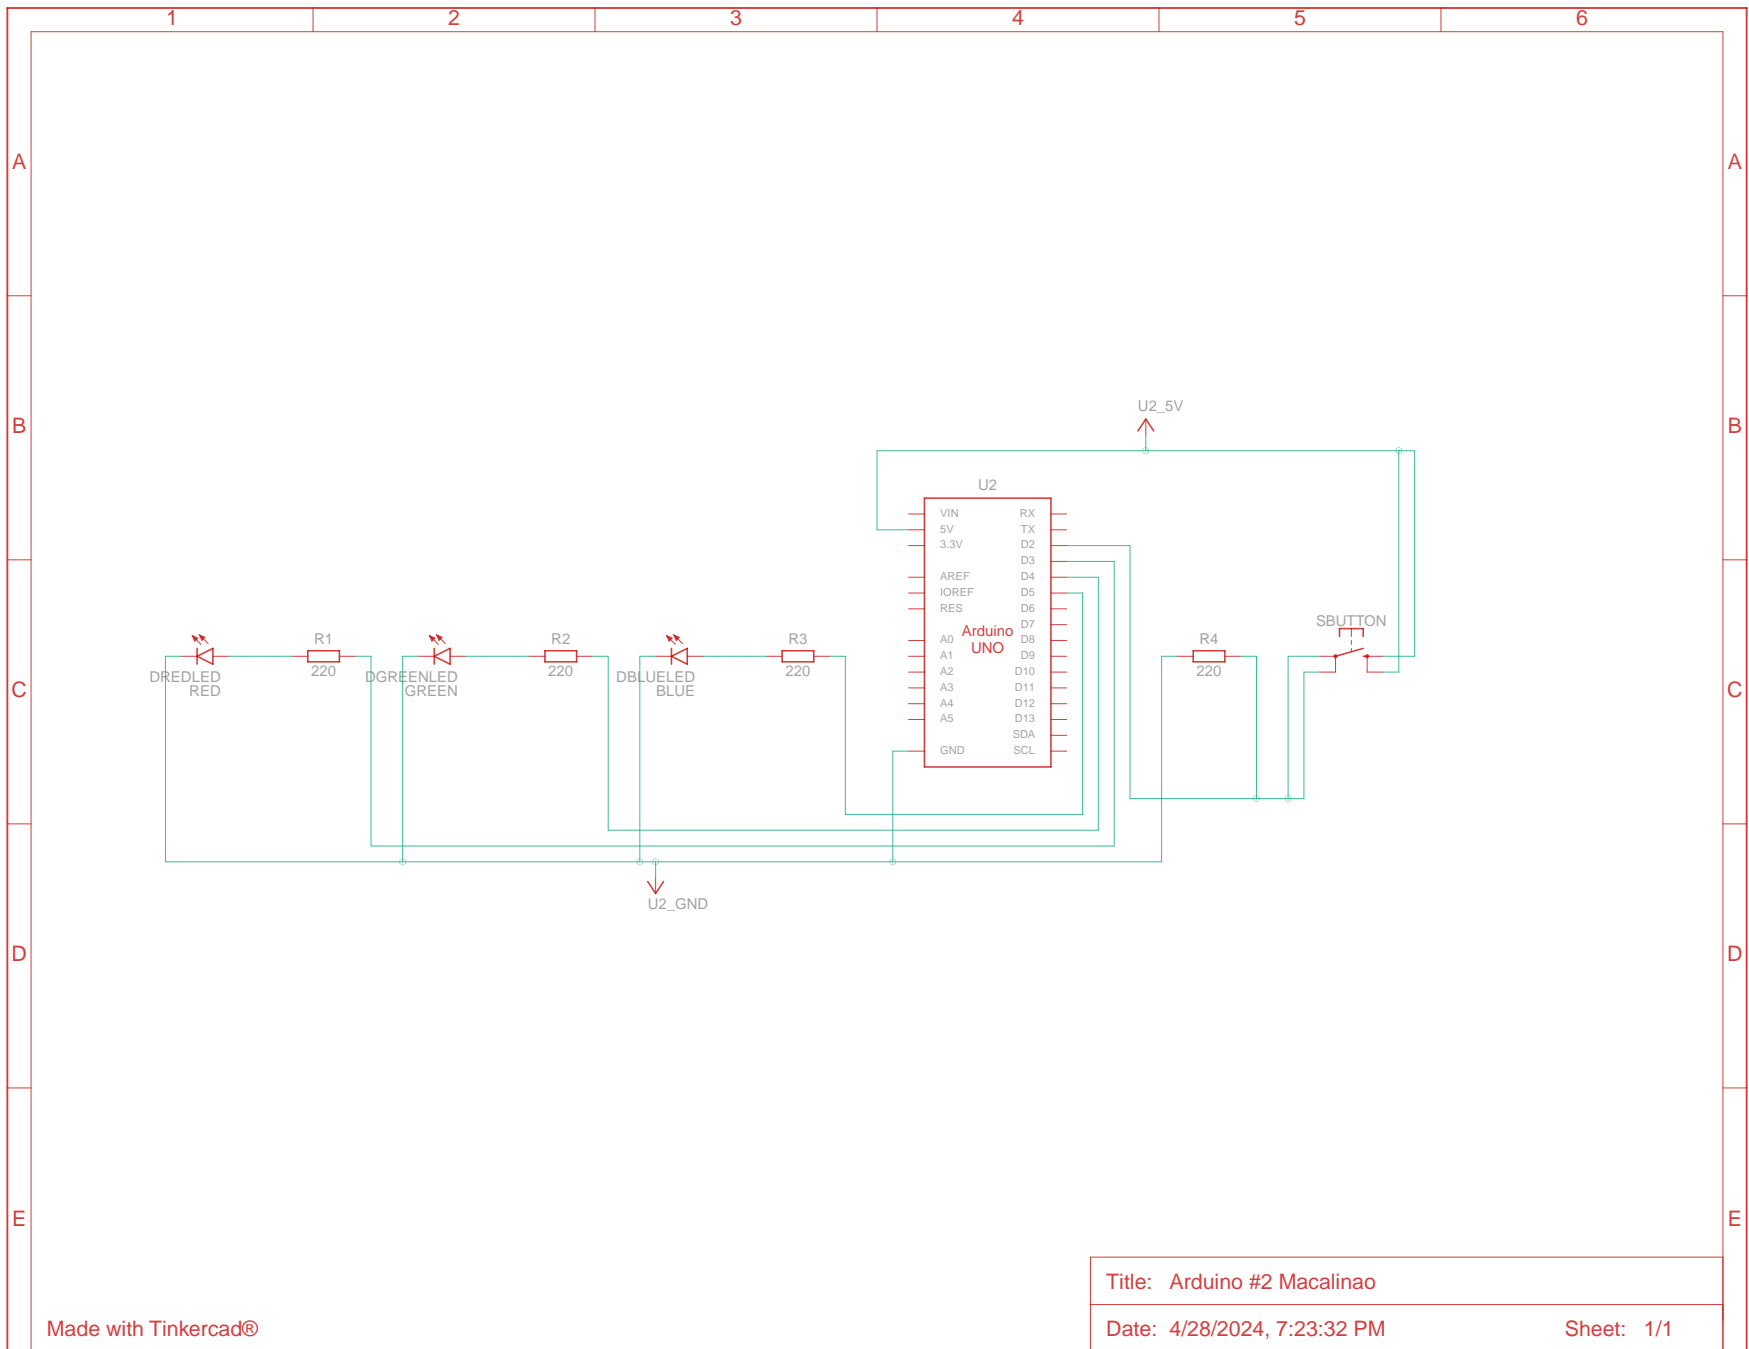 1 2 3 4 5 6
A A
B B
C C
D D
E E
U2_5V
U2
VIN RX
5V TX
3.3V D2
D3
AREF D4
IOREF D5
RES D6
D7
A0 D8
A1 D9
A2 D10
A3 D11
A4 D12
A5 D13
SDA
GND SCL
Arduino
UNO
DREDLED
RED
R1
220
DGREENLED
GREEN
R2
220
DBLUELED
BLUE
R3
220
R4
220
SBUTTON
U2_GND
Made with Tinkercad®
Title: Arduino #2 Macalinao
Date: 4/28/2024, 7:23:32 PM Sheet: 1/1